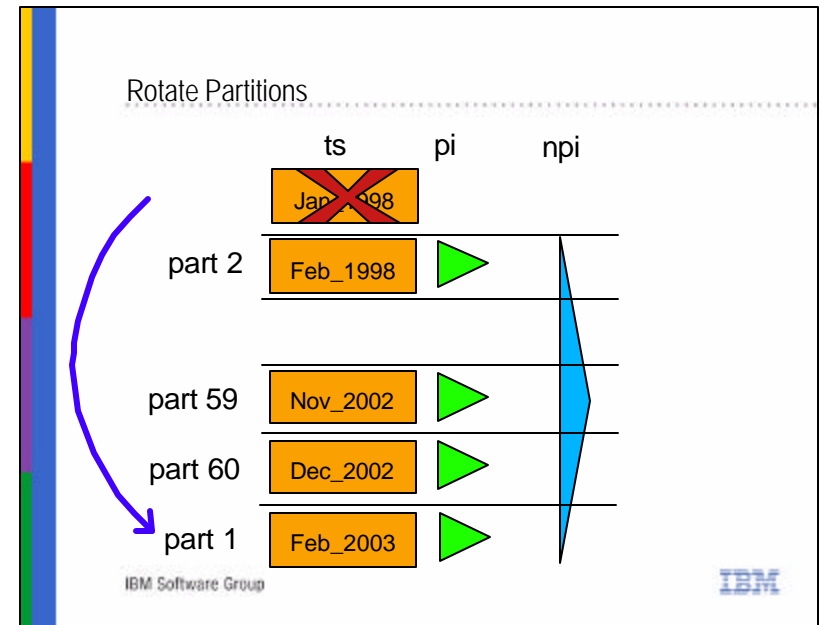 Rotate Partitions
ts pi npi
Jan_1998
part 2 Feb_1998
part 59 Nov_2002
part 60 Dec_2002
part 1 Feb_2003
IBM Software Group IBM